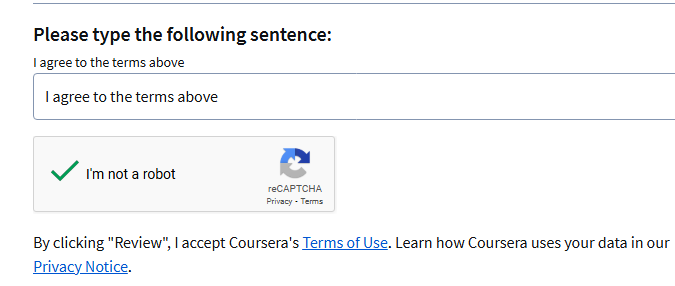 Please type the following sentence:
I agree to the terms above
I agree to the terms above
I'm not a robot
reCAPTCHA
Privacy - Terms
By clicking "Review", I accept Coursera's Terms of Use. Learn how Coursera uses your data in our
Privacy Notice.